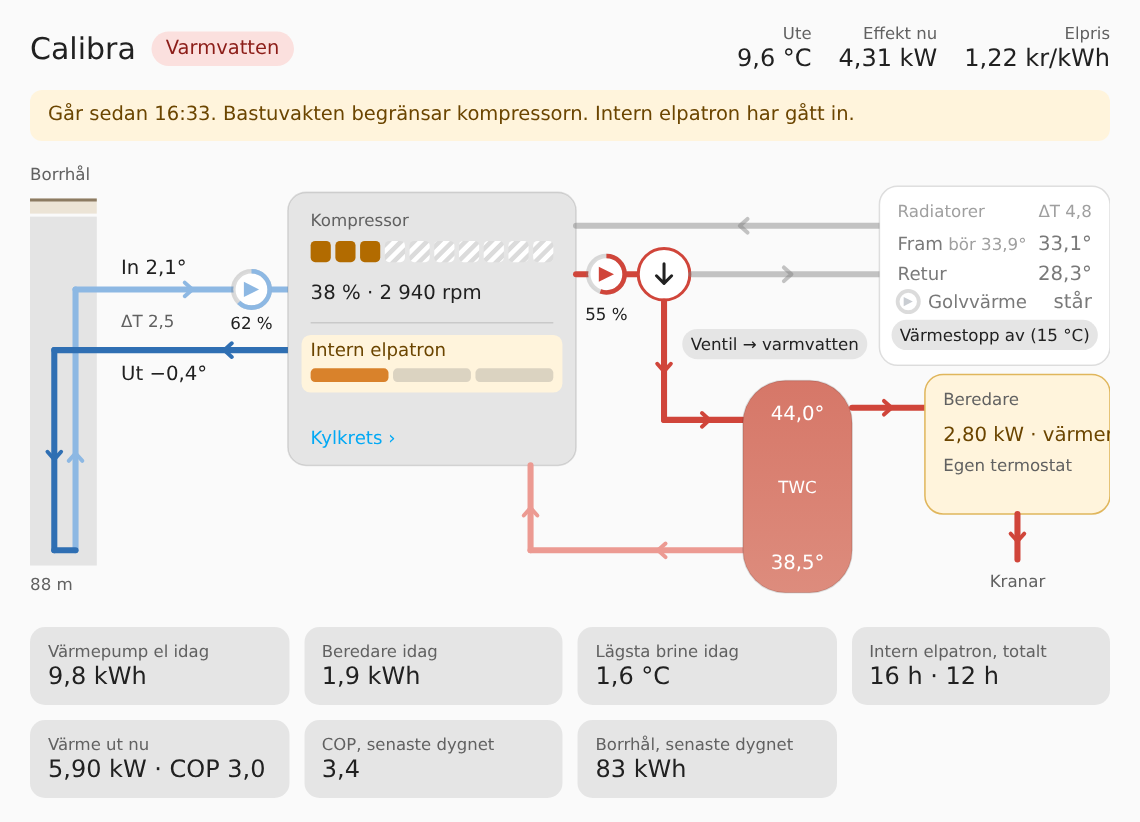 Calibra
Varmvatten
Ute
9,6 °C
Effekt nu
4,31 kW
Elpris
1,22 kr/kWh
Går sedan 16:33. Bastuvakten begränsar kompressorn. Intern elpatron har gått in.
Borrhål
In 2,1°
ΔT 2,5
62 %
Ut −0,4°
88 m
Kompressor
38 % · 2 940 rpm
Intern elpatron
Kylkrets ›
55 %
Ventil → varmvatten
Radiatorer ΔT 4,8
Fram bör 33,9° 33,1°
Retur 28,3°
Golvvärme står
Värmestopp av (15 °C)
44,0°
TWC
38,5°
Beredare
2,80 kW · värmer
Egen termostat
Kranar
Värmepump el idag
9,8 kWh
Beredare idag
1,9 kWh
Lägsta brine idag
1,6 °C
Intern elpatron, totalt
16 h · 12 h
Värme ut nu
5,90 kW · COP 3,0
COP, senaste dygnet
3,4
Borrhål, senaste dygnet
83 kWh